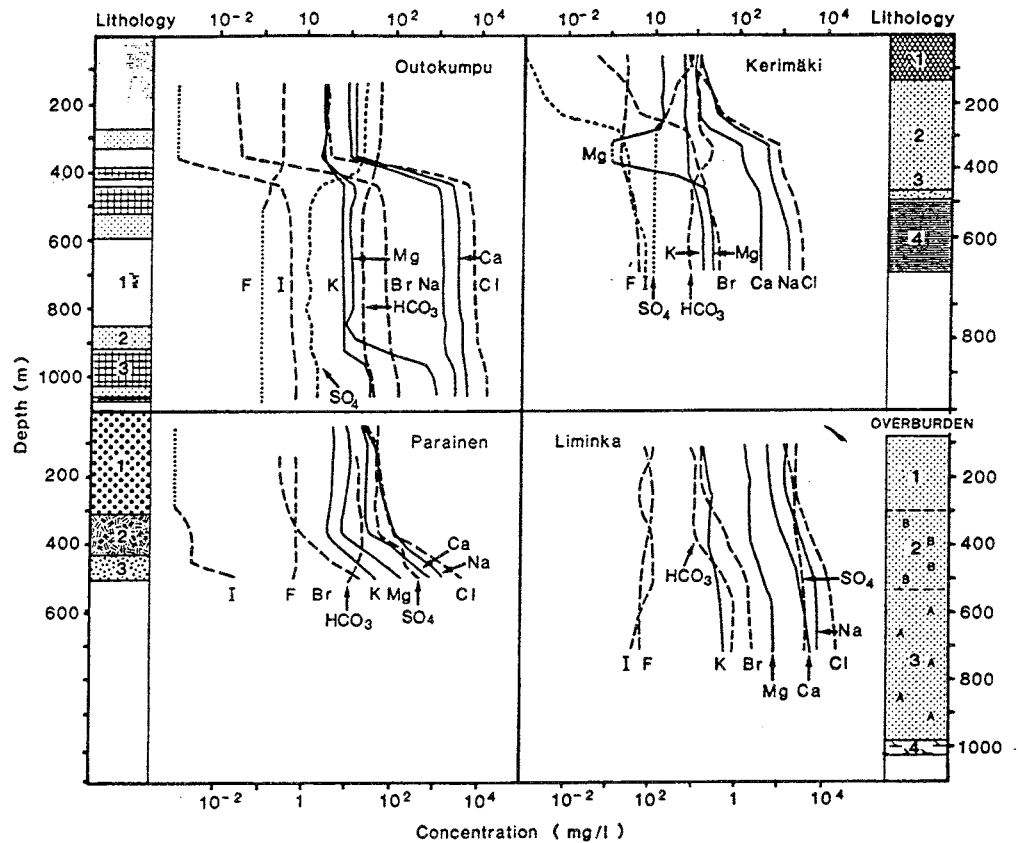 Lithology 10⁻² 10 10² 10⁴ 10⁻² 10 10² 10⁴ Lithology
Outokumpu
Kerimäki
Depth (m)
200
400
600
800
1000
1
2
3
F I K Mg Br Na Ca Cl
HCO₃
SO₄
1
2
3
4
200
400
600
800
Mg
K Mg
F I Br Ca Na Cl
SO₄ HCO₃
Parainen
Liminka
OVERBURDEN
1
2
3
200
400
600
Ca
Na
I F Br K Mg Cl
HCO₃ SO₄
HCO₃
SO₄
Na
I F K Br Cl
Mg Ca
1
B
2 B
B B
A
A
3 A
A
A
4
200
400
600
800
1000
10⁻² 1 10² 10⁴ 10⁻² 10² 1 10⁴
Concentration ( mg/l )